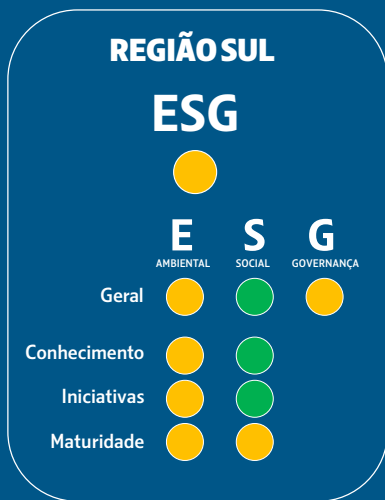 REGIÃO SUL
ESG
E S G
AMBIENTAL SOCIAL GOVERNANÇA
Geral
Conhecimento
Iniciativas
Maturidade